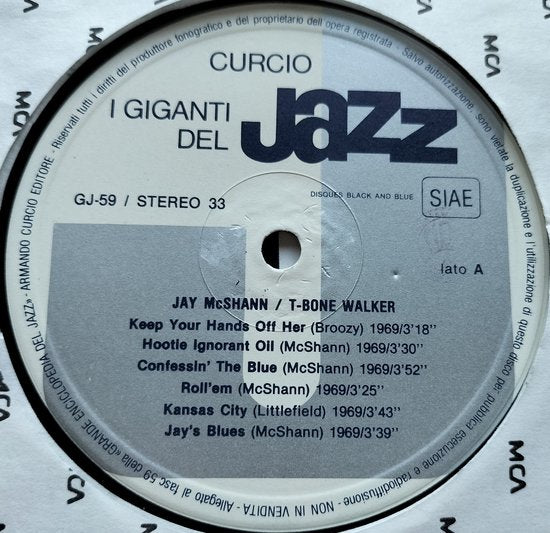 CURCIO
I GIGANTI
DEL
Jazz
GJ-59 / STEREO 33
DISQUES BLACK AND BLUE
SIAE
lato A
JAY McSHANN / T-BONE WALKER
Keep Your Hands Off Her (Broozy) 1969/3'18''
Hootie Ignorant Oil (McShann) 1969/3'30''
Confessin' The Blue (McShann) 1969/3'52''
Roll'em (McShann) 1969/3'25''
Kansas City (Littlefield) 1969/3'43''
Jay's Blues (McShann) 1969/3'39''
Allegato al fasc 59 della «GRANDE ENCICLOPEDIA DEL JAZZ» - ARMANDO CURCIO EDITORE - Riservati tutti i diritti del produttore fonografico e del proprietario dell'opera registrata - Salvo autorizzazione, sono vietate la duplicazione e l'utilizzazione di questo disco per pubblica esecuzione e radiodiffusione - NON IN VENDITA -
MCA
MCA
MCA
MCA
MCA
MCA
MCA